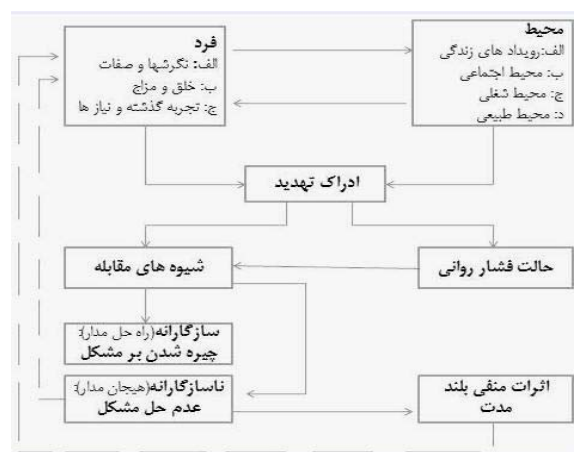 محیط
الف:رویداد های زندگی
ب: محیط اجتماعی
ج: محیط شغلی
د: محیط طبیعی
فرد
الف: نگرشها و صفات
ب: خلق و مزاج
ج: تجربه گذشته و نیاز ها
ادراک تهدید
حالت فشار روانی
شیوه های مقابله
سازگارانه(راه حل مدار):
چیره شدن بر مشکل
ناسازگارانه(هیجان مدار):
عدم حل مشکل
اثرات منفی بلند
مدت